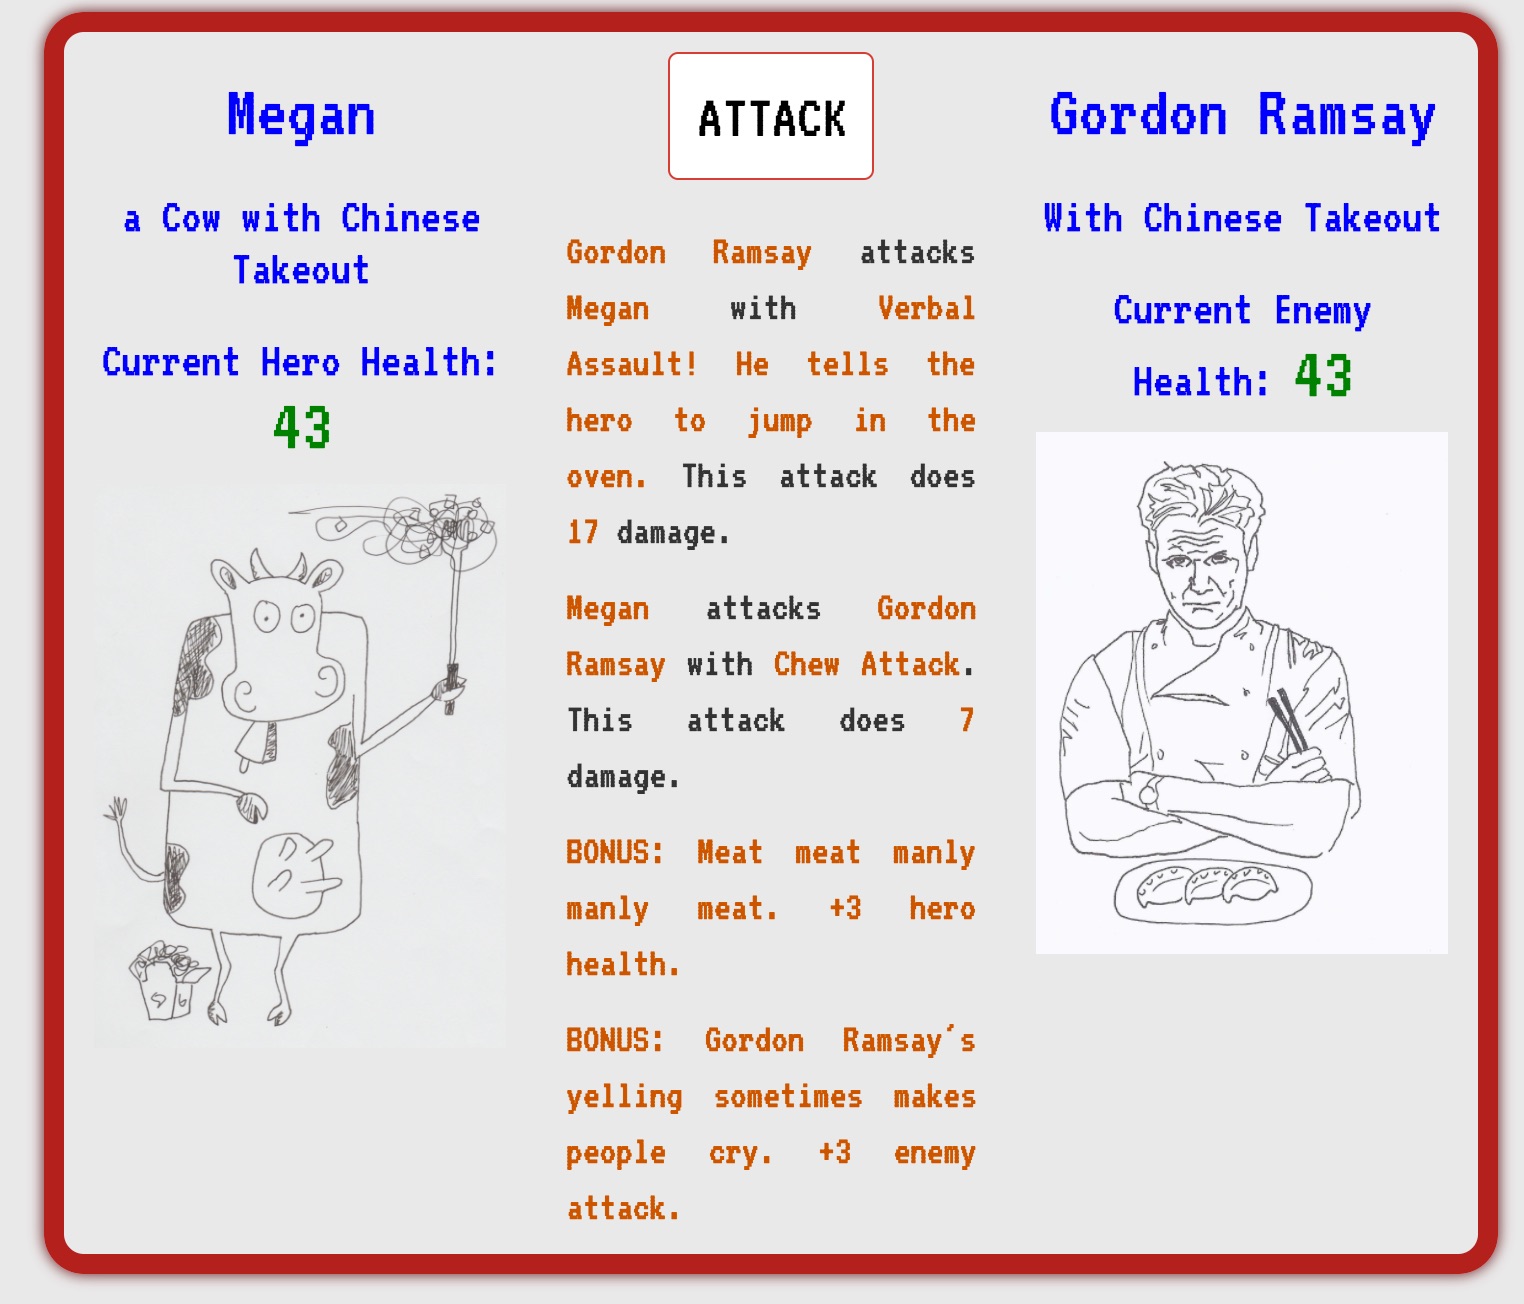 Megan
a Cow with Chinese
Takeout
Current Hero Health:
43
ATTACK
Gordon Ramsay attacks
Megan with Verbal
Assault! He tells the
hero to jump in the
oven. This attack does
17 damage.
Megan attacks Gordon
Ramsay with Chew Attack.
This attack does 7
damage.
BONUS: Meat meat manly
manly meat. +3 hero
health.
BONUS: Gordon Ramsay's
yelling sometimes makes
people cry. +3 enemy
attack.
Gordon Ramsay
With Chinese Takeout
Current Enemy
Health: 43